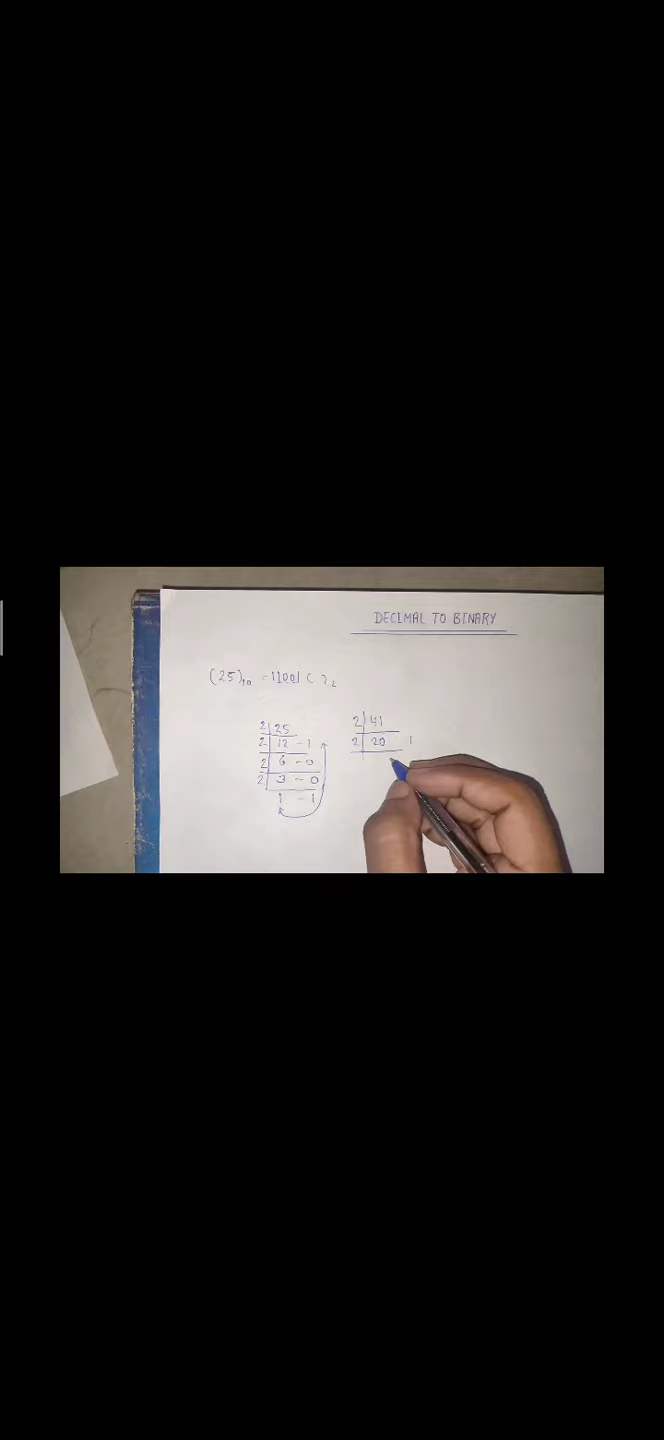 DECIMAL TO BINARY
(25)₁₀ = 11001 ( )₂
2 | 25
2 | 12 - 1
2 | 6 - 0
2 | 3 - 0
1 - 1
2 | 41
2 | 20 1